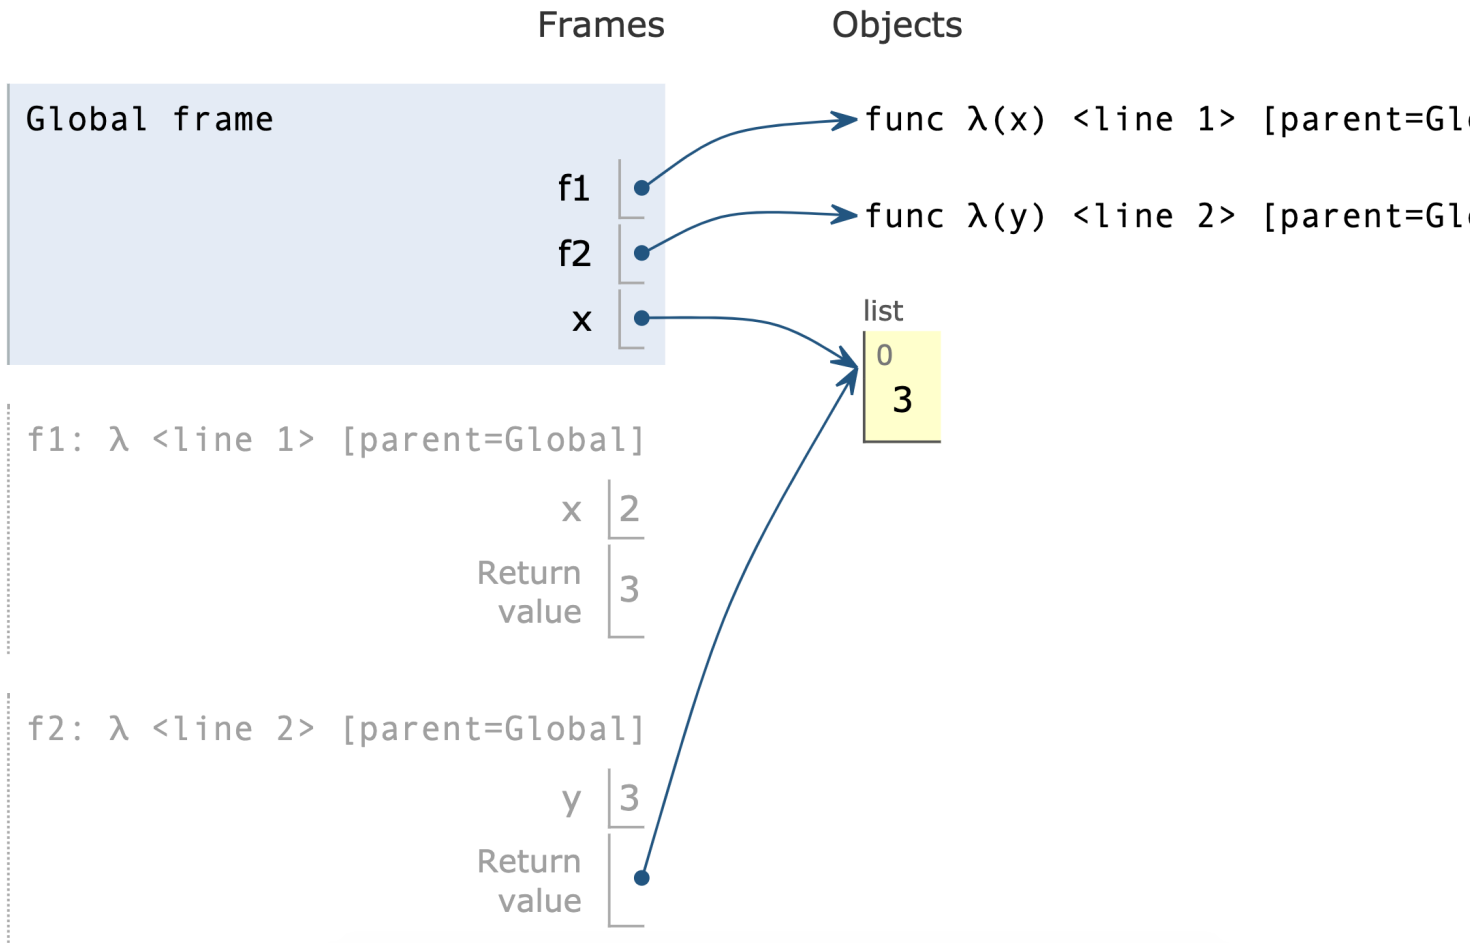 Frames Objects
Global frame
f1
f2
x
func λ(x) <line 1> [parent=Gl
func λ(y) <line 2> [parent=Gl
list
0
3
f1: λ <line 1> [parent=Global]
x 2
Return
value 3
f2: λ <line 2> [parent=Global]
y 3
Return
value